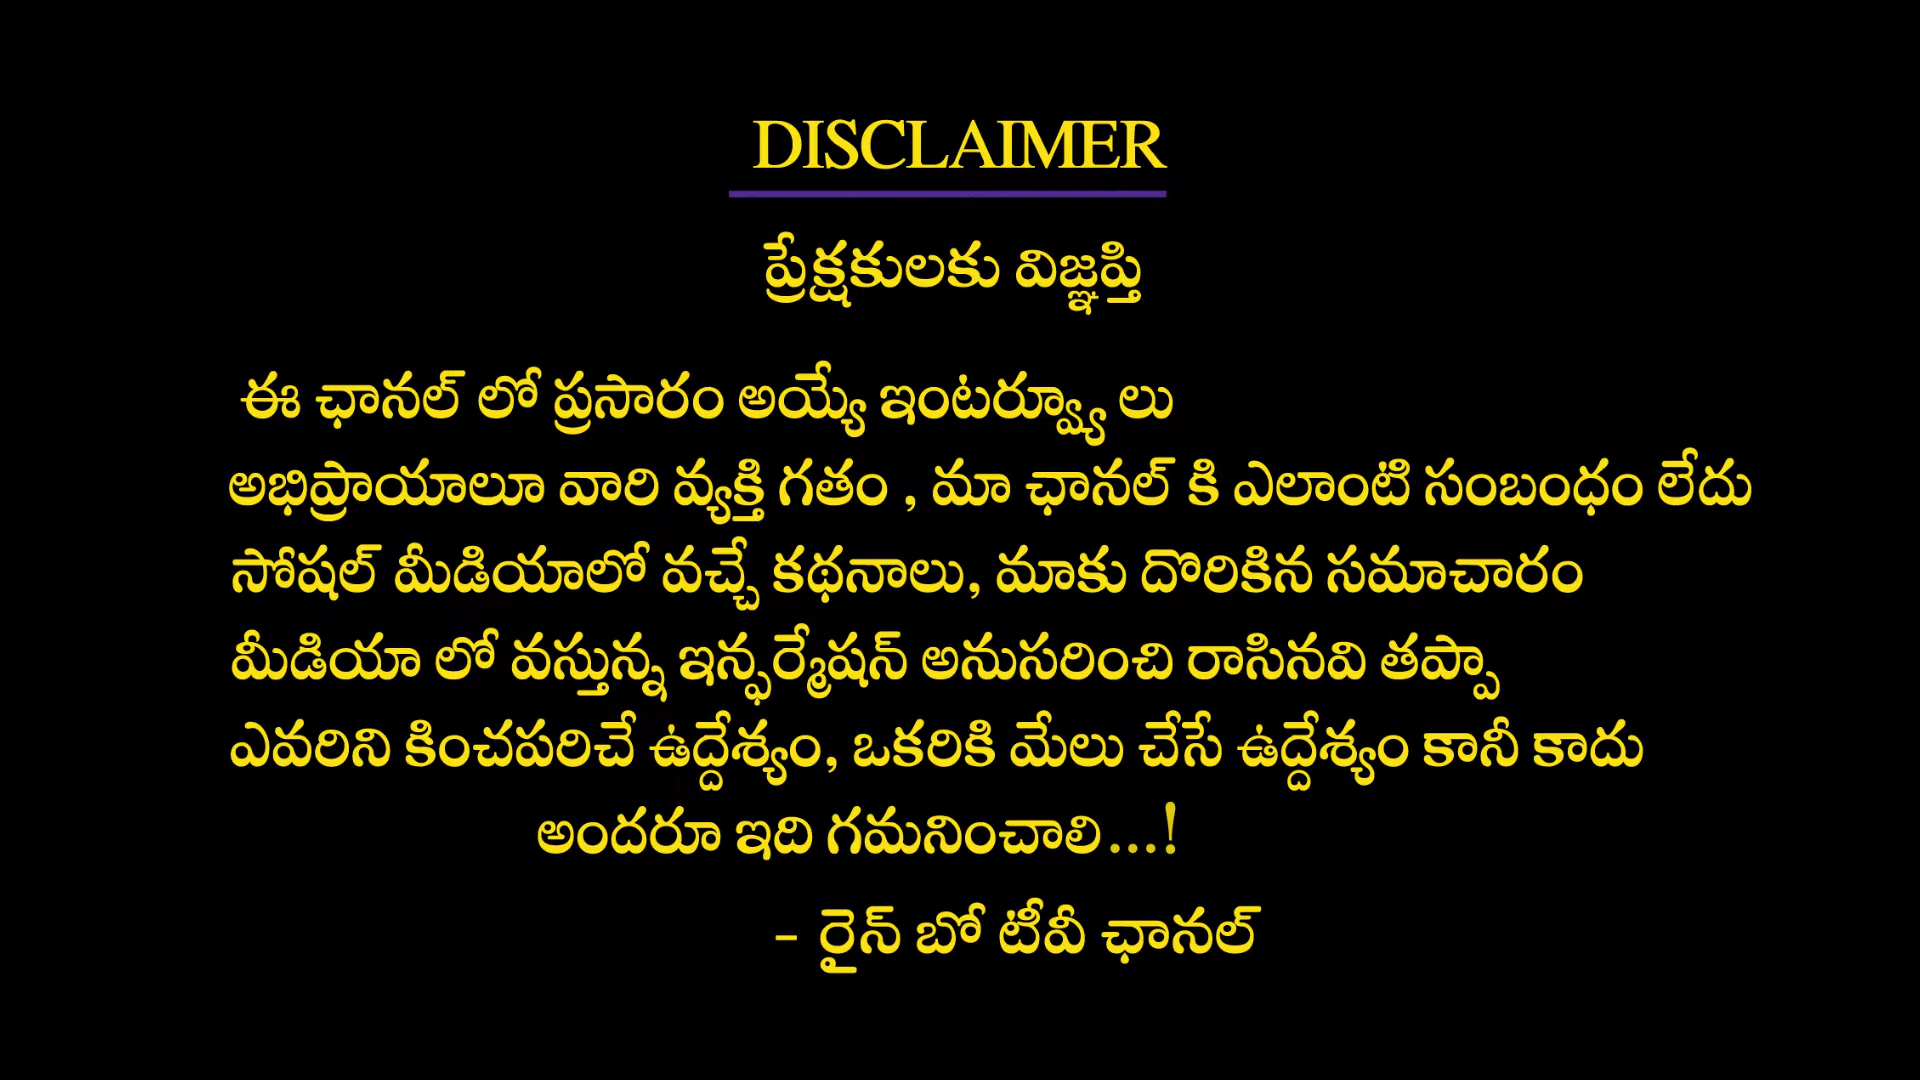 DISCLAIMER
ప్రేక్షకులకు విజ్ఞప్తి
ఈ ఛానల్ లో ప్రసారం అయ్యే ఇంటర్వ్యూ లు
అభిప్రాయాలూ వారి వ్యక్తి గతం , మా ఛానల్ కి ఎలాంటి సంబంధం లేదు
సోషల్ మీడియాలో వచ్చే కథనాలు, మాకు దొరికిన సమాచారం
మీడియా లో వస్తున్న ఇన్ఫర్మేషన్ అనుసరించి రాసినవి తప్పా
ఎవరిని కించపరిచే ఉద్దేశ్యం, ఒకరికి మేలు చేసే ఉద్దేశ్యం కానీ కాదు
అందరూ ఇది గమనించాలి...!
- రైన్ బో టీవీ ఛానల్